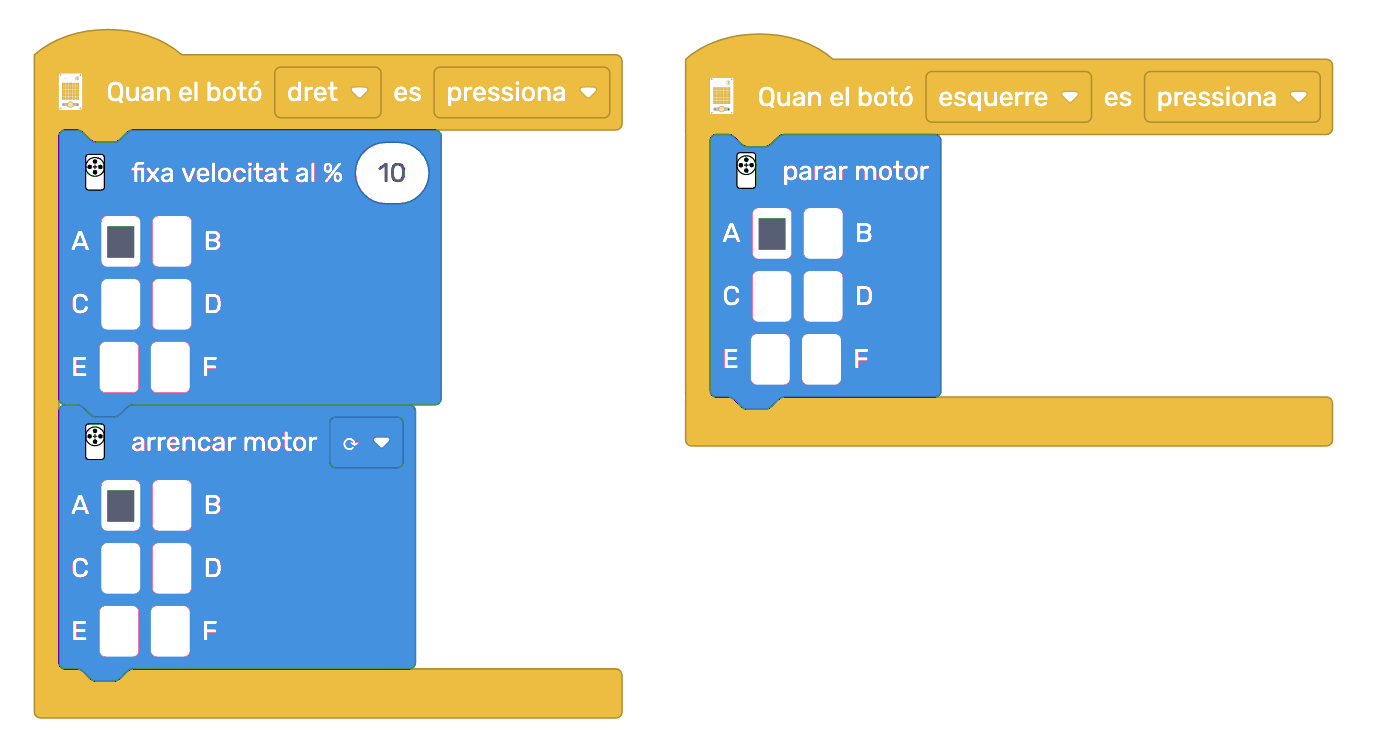 Quan el botó dret es pressiona
fixa velocitat al % 10
A B
C D
E F
arrencar motor
A B
C D
E F
Quan el botó esquerre es pressiona
parar motor
A B
C D
E F